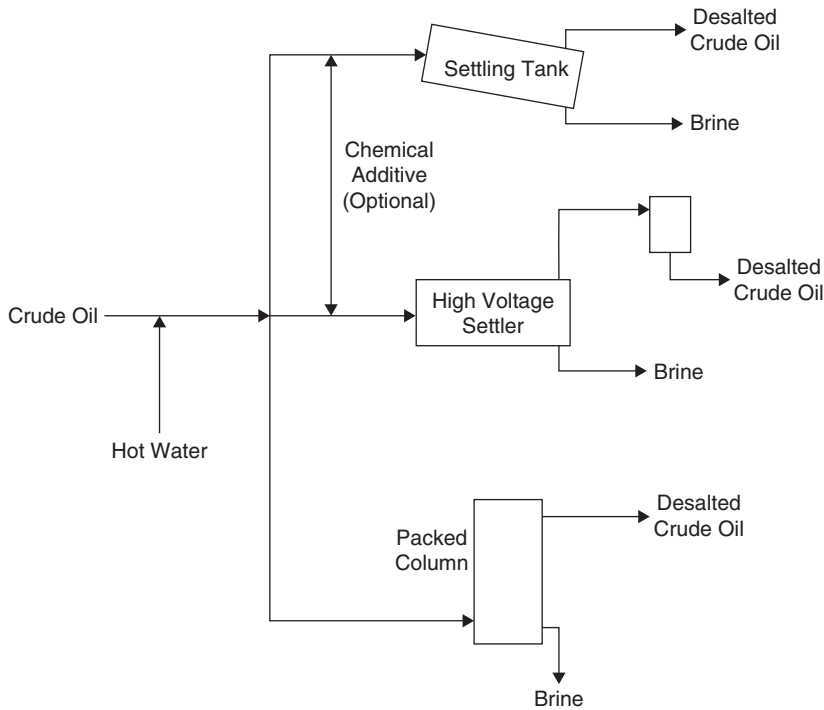 Desalted
Crude Oil
Settling Tank
Brine
Chemical
Additive
(Optional)
Desalted
Crude Oil
High Voltage
Settler
Crude Oil
Brine
Hot Water
Desalted
Crude Oil
Packed
Column
Brine